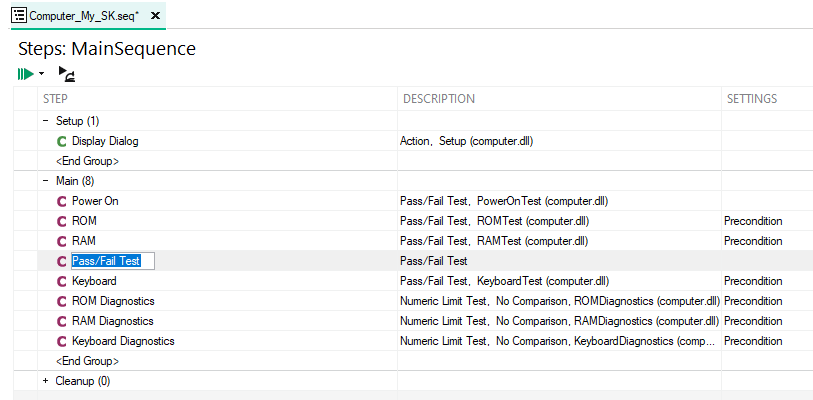 Computer_My_SK.seq* X
Steps: MainSequence
STEP DESCRIPTION SETTINGS
− Setup (1)
C Display Dialog Action, Setup (computer.dll)
<End Group>
− Main (8)
C Power On Pass/Fail Test, PowerOnTest (computer.dll)
C ROM Pass/Fail Test, ROMTest (computer.dll) Precondition
C RAM Pass/Fail Test, RAMTest (computer.dll) Precondition
C Pass/Fail Test Pass/Fail Test
C Keyboard Pass/Fail Test, KeyboardTest (computer.dll) Precondition
C ROM Diagnostics Numeric Limit Test, No Comparison, ROMDiagnostics (computer.dll) Precondition
C RAM Diagnostics Numeric Limit Test, No Comparison, RAMDiagnostics (computer.dll) Precondition
C Keyboard Diagnostics Numeric Limit Test, No Comparison, KeyboardDiagnostics (comp... Precondition
<End Group>
+ Cleanup (0)